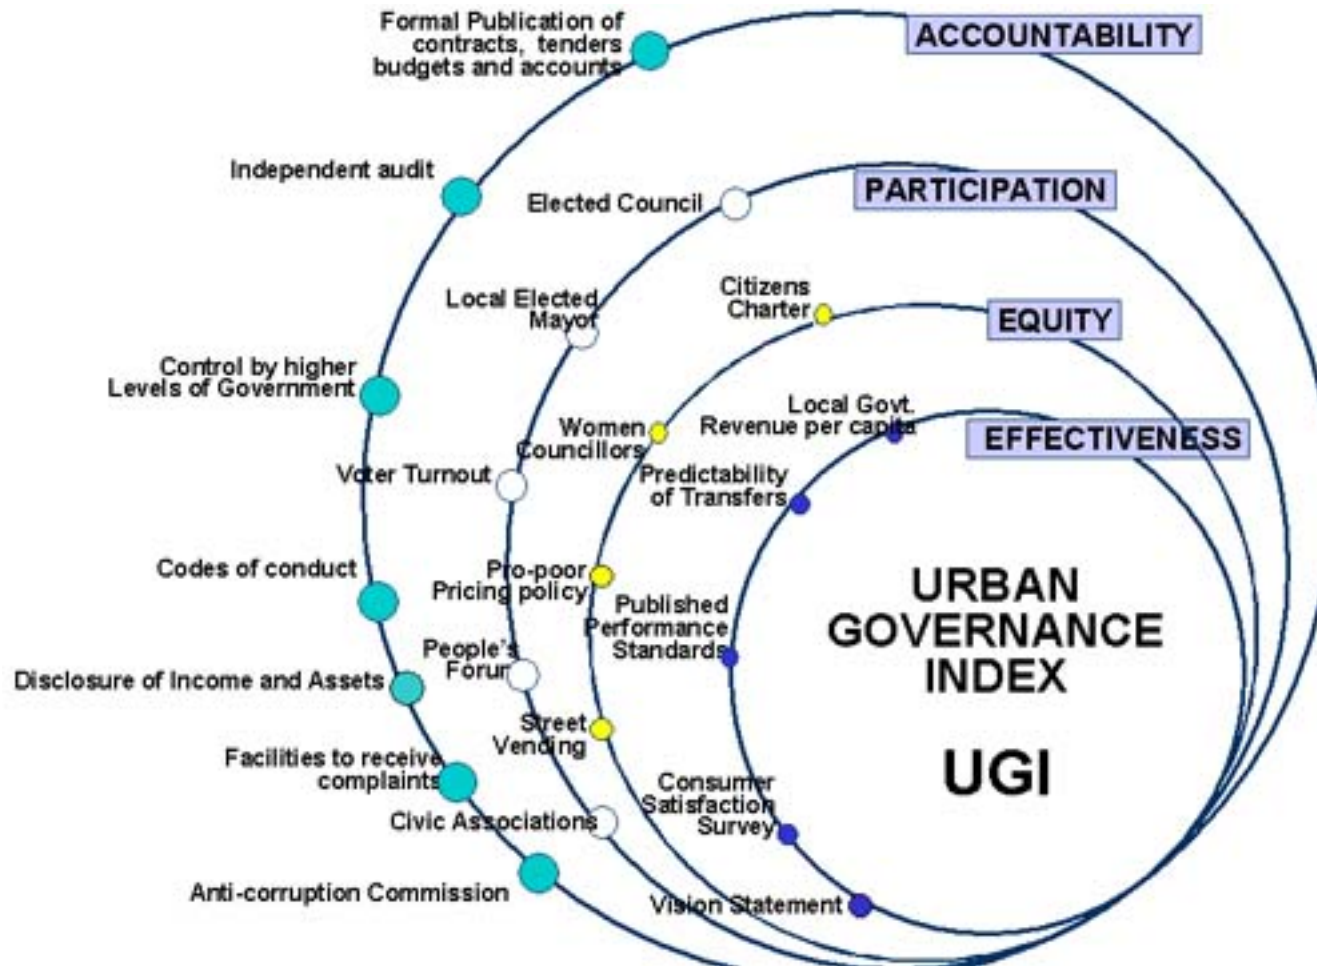 Formal Publication of
contracts, tenders
budgets and accounts
ACCOUNTABILITY
Independent audit
PARTICIPATION
Elected Council
Citizens
Charter
Local Elected
Mayor
EQUITY
Control by higher
Levels of Government
Local Govt.
Revenue per capita
Women
Councillors
EFFECTIVENESS
Voter Turnout
Predictability
of Transfers
Codes of conduct
Pro-poor
Pricing policy
Published
Performance
Standards
URBAN
GOVERNANCE
INDEX
UGI
People's
Forum
Disclosure of Income and Assets
Street
Vending
Facilities to receive
complaints
Consumer
Satisfaction
Survey
Civic Associations
Anti-corruption Commission
Vision Statement